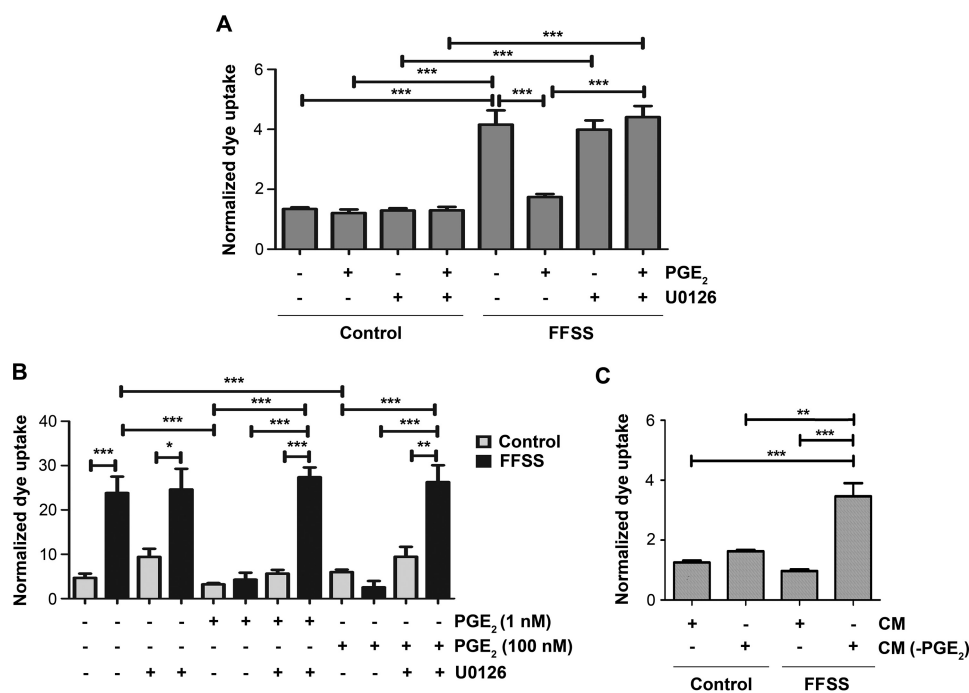 A
***
***
***
***
***
***
Normalized dye uptake
6
4
2
0
- + - + - + - + PGE2
- - + + - - + + U0126
Control FFSS
B
***
*** *** ***
*** *** ***
*** * *** **
Normalized dye uptake
40
30
20
10
0
Control
FFSS
- - - - + + + + - - - - PGE2 (1 nM)
- - - - - - - - + + + + PGE2 (100 nM)
- - + + - - + + - - + + U0126
C
**
***
***
Normalized dye uptake
6
4
2
0
+ - + - CM
- + - + CM (-PGE2)
Control FFSS